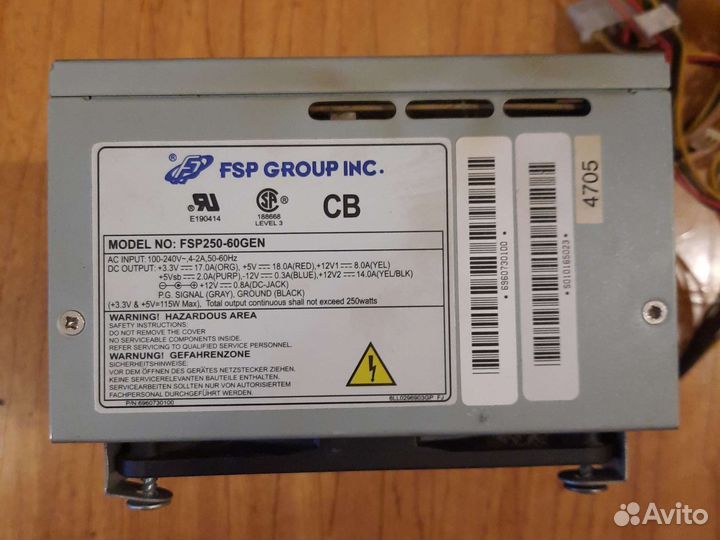 FSP GROUP INC.
E190414
188668
LEVEL 3
CB
MODEL NO: FSP250-60GEN
AC INPUT: 100-240V~,4-2A,50-60Hz
DC OUTPUT: +3.3V ⎓ 17.0A(ORG), +5V ⎓ 18.0A(RED),+12V1 ⎓ 8.0A(YEL)
+5Vsb ⎓ 2.0A(PURP) -12V ⎓ 0.3A(BLUE),+12V2 ⎓ 14.0A(YEL/BLK)
+12V ⎓ 0.8A(DC-JACK)
P.G. SIGNAL (GRAY), GROUND (BLACK)
(+3.3V & +5V=115W Max), Total output continuous shall not exceed 250watts
WARNING! HAZARDOUS AREA
SAFETY INSTRUCTIONS:
DO NOT REMOVE THE COVER
NO SERVICEABLE COMPONENTS INSIDE.
REFER SERVICING TO QUALIFIED SERVICE PERSONNEL.
WARNUNG! GEFAHRENZONE
SICHERHEITSHINWEIS:
VOR DEM ÖFFNEN DES GERÄTES NETZSTECKER ZIEHEN.
KEINE SERVICERELEVANTEN BAUTEILE ENTHALTEN.
SERVICEARBEITEN SOLLTEN NUR VON AUTORISIERTEM
FACHPERSONAL DURCHGEFÜHRT WERDEN.
P/N:6960730100
* 6960730100 *
* S010165023 *
4705
Avito